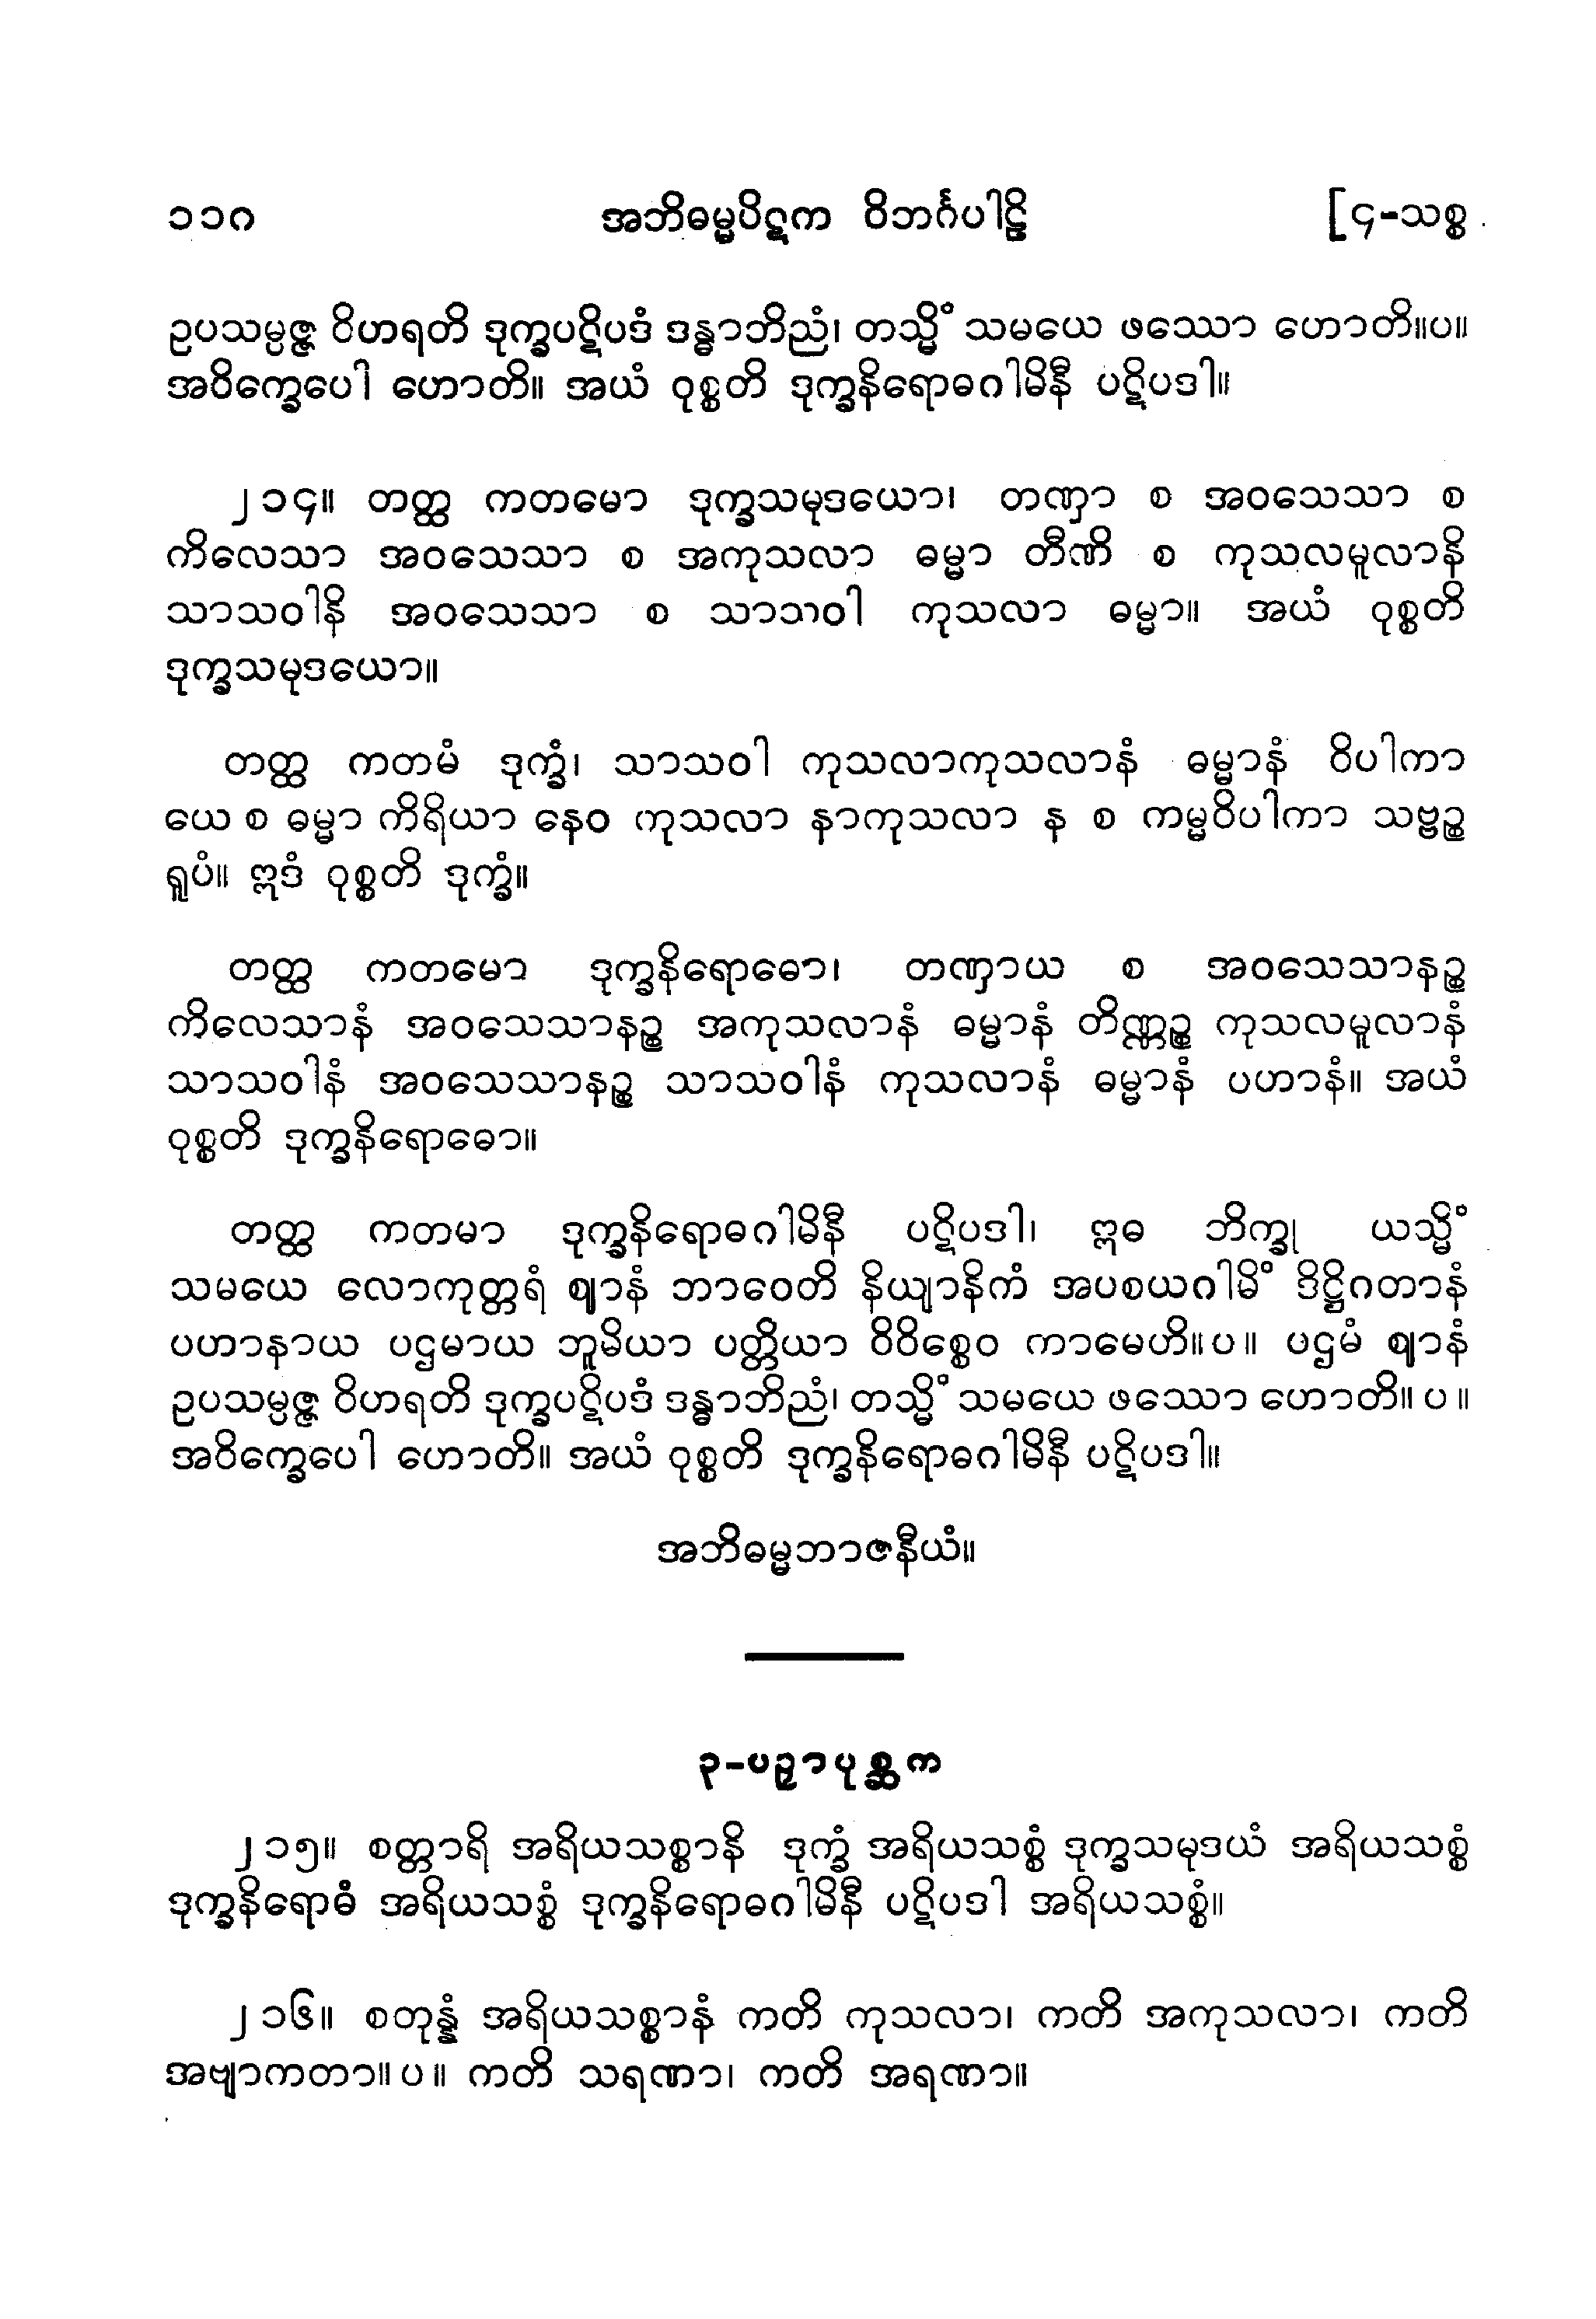 ၁၁၈ အဘိဓမ္မပိဋက ဝိဘင်္ဂပါဠိ [၄-သစ္စ
ဥပသမ္ပဇ္ဇ ဝိဟရတိ ဒုက္ခပဋိပဒံ ဒန္ဓာဘိညံ၊ တသ္မိံ သမယေ ဖဿော ဟောတိ။ပ။
အဝိက္ခေပေါ ဟောတိ။ အယံ ဝုစ္စတိ ဒုက္ခနိရောဓဂါမိနီ ပဋိပဒါ။
၂၁၄။ တတ္ထ ကတမော ဒုက္ခသမုဒယော၊ တဏှာ စ အဝသေသာ စ
ကိလေသာ အဝသေသာ စ အကုသလာ ဓမ္မာ တီဏိ စ ကုသလမူလာနိ
သာသဝါနိ အဝသေသာ စ သာသဝါ ကုသလာ ဓမ္မာ။ အယံ ဝုစ္စတိ
ဒုက္ခသမုဒယော။
တတ္ထ ကတမံ ဒုက္ခံ၊ သာသဝါ ကုသလာကုသလာနံ ဓမ္မာနံ ဝိပါကာ
ယေ စ ဓမ္မာ ကိရိယာ နေဝ ကုသလာ နာကုသလာ န စ ကမ္မဝိပါကာ သဗ္ဗဉ္စ
ရူပံ။ ဣဒံ ဝုစ္စတိ ဒုက္ခံ။
တတ္ထ ကတမော ဒုက္ခနိရောဓော၊ တဏှာယ စ အဝသေသာနဉ္စ
ကိလေသာနံ အဝသေသာနဉ္စ အကုသလာနံ ဓမ္မာနံ တိဏ္ဏဉ္စ ကုသလမူလာနံ
သာသဝါနံ အဝသေသာနဉ္စ သာသဝါနံ ကုသလာနံ ဓမ္မာနံ ပဟာနံ။ အယံ
ဝုစ္စတိ ဒုက္ခနိရောဓော။
တတ္ထ ကတမာ ဒုက္ခနိရောဓဂါမိနီ ပဋိပဒါ၊ ဣဓ ဘိက္ခု ယသ္မိံ
သမယေ လောကုတ္တရံ ဈာနံ ဘာဝေတိ နိယျာနိကံ အပစယဂါမိံ ဒိဋ္ဌိဂတာနံ
ပဟာနာယ ပဌမာယ ဘူမိယာ ပတ္တိယာ ဝိဝိစ္စေဝ ကာမေဟိ။ပ။ ပဌမံ ဈာနံ
ဥပသမ္ပဇ္ဇ ဝိဟရတိ ဒုက္ခပဋိပဒံ ဒန္ဓာဘိညံ၊ တသ္မိံ သမယေ ဖဿော ဟောတိ။ပ။
အဝိက္ခေပေါ ဟောတိ။ အယံ ဝုစ္စတိ ဒုက္ခနိရောဓဂါမိနီ ပဋိပဒါ။
အဘိဓမ္မဘာဇနီယံ။
၃-ပဉှာပုစ္ဆက
၂၁၅။ စတ္တာရိ အရိယသစ္စာနိ ဒုက္ခံ အရိယသစ္စံ ဒုက္ခသမုဒယံ အရိယသစ္စံ
ဒုက္ခနိရောဓံ အရိယသစ္စံ ဒုက္ခနိရောဓဂါမိနီ ပဋိပဒါ အရိယသစ္စံ။
၂၁၆။ စတုန္နံ အရိယသစ္စာနံ ကတိ ကုသလာ၊ ကတိ အကုသလာ၊ ကတိ
အဗျာကတာ။ပ။ ကတိ သရဏာ၊ ကတိ အရဏာ။